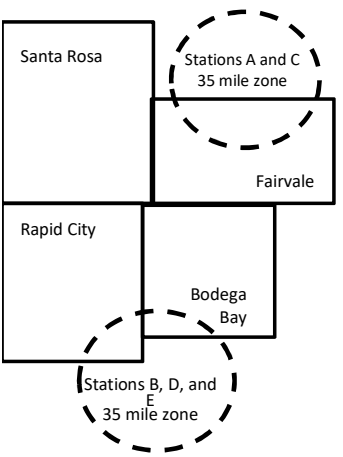 Santa Rosa
Stations A and C
35 mile zone
Fairvale
Rapid City
Bodega
Bay
Stations B, D, and
E
35 mile zone